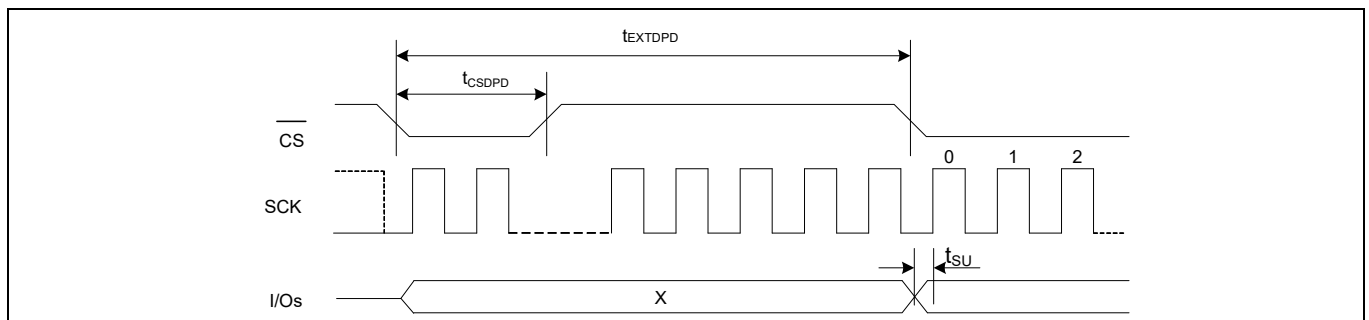 tEXTDPD
tCSDPD
CS
0 1 2
SCK
tSU
I/Os X